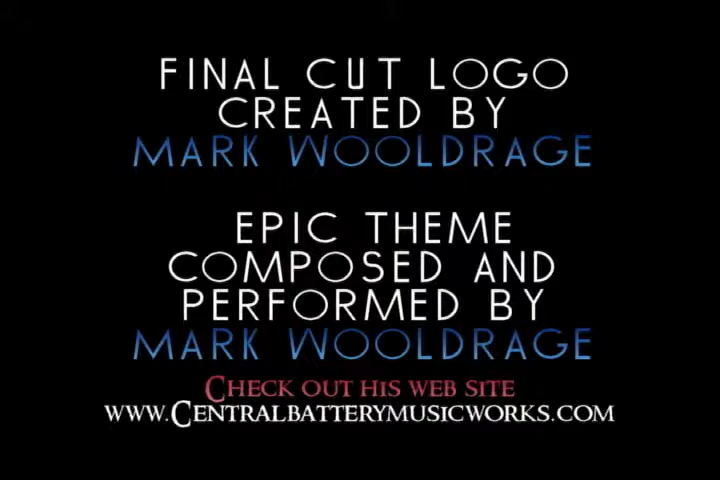 FINAL CUT LOGO
CREATED BY
MARK WOOLDRAGE
EPIC THEME
COMPOSED AND
PERFORMED BY
MARK WOOLDRAGE
CHECK OUT HIS WEB SITE
WWW.CENTRALBATTERYMUSICWORKS.COM